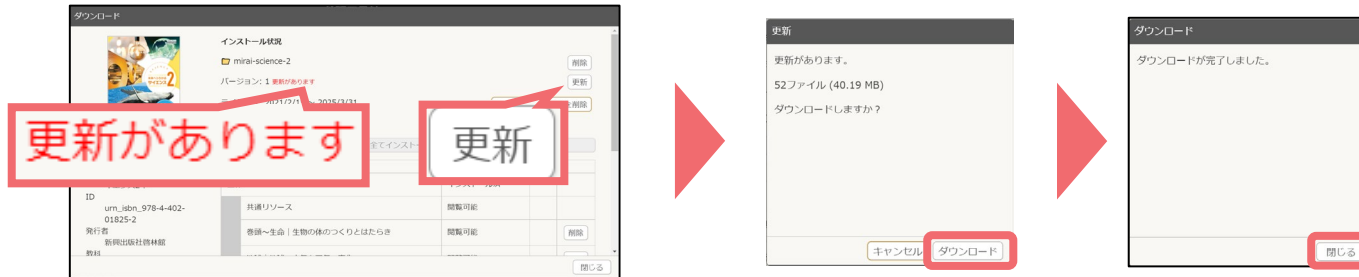 ダウンロード
インストール状況
mirai-science-2
削除
バージョン: 1 更新があります
更新
2021/2/1
2025/3/31
削除
更新があります
更新
全てインスト
ID
urn_isbn_978-4-402-
01825-2
共通リソース
閲覧可能
発行者
新興出版社啓林館
巻頭～生命｜生物の体のつくりとはたらき
閲覧可能
削除
教科
閉じる
更新
更新があります。
52ファイル (40.19 MB)
ダウンロードしますか？
キャンセル
ダウンロード
ダウンロード
ダウンロードが完了しました。
閉じる